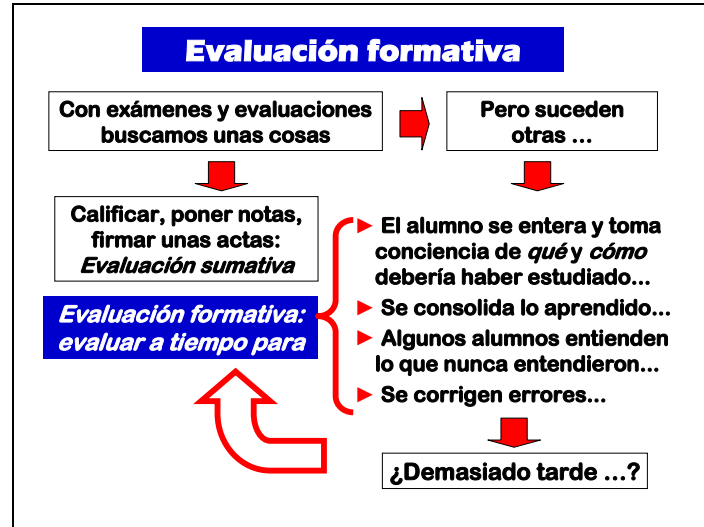 Evaluación formativa
Con exámenes y evaluaciones
buscamos unas cosas
Pero suceden
otras ...
Calificar, poner notas,
firmar unas actas:
Evaluación sumativa
Evaluación formativa:
evaluar a tiempo para
► El alumno se entera y toma
conciencia de qué y cómo
debería haber estudiado...
► Se consolida lo aprendido...
► Algunos alumnos entienden
lo que nunca entendieron...
► Se corrigen errores...
¿Demasiado tarde ...?